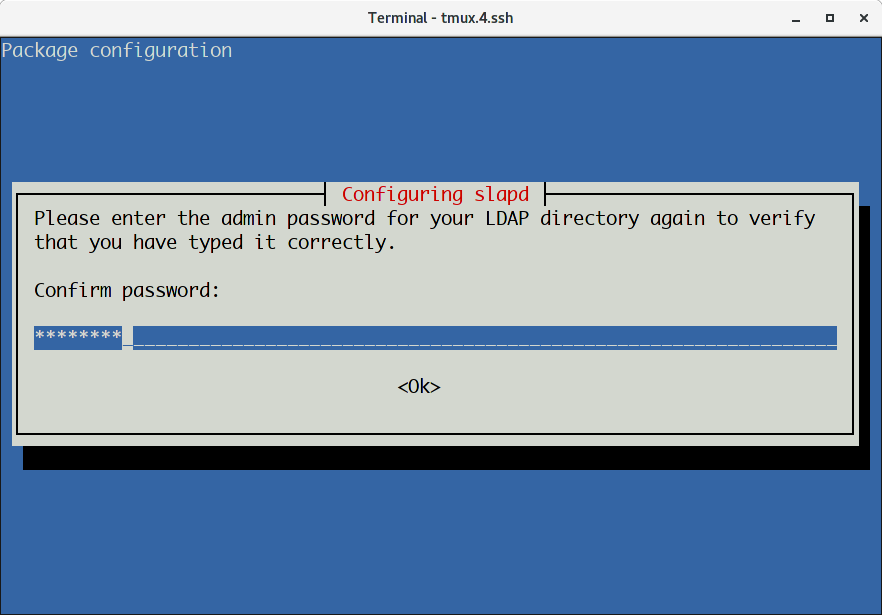 Terminal - tmux.4.ssh
Package configuration
Configuring slapd
Please enter the admin password for your LDAP directory again to verify
that you have typed it correctly.
Confirm password:
********
<Ok>